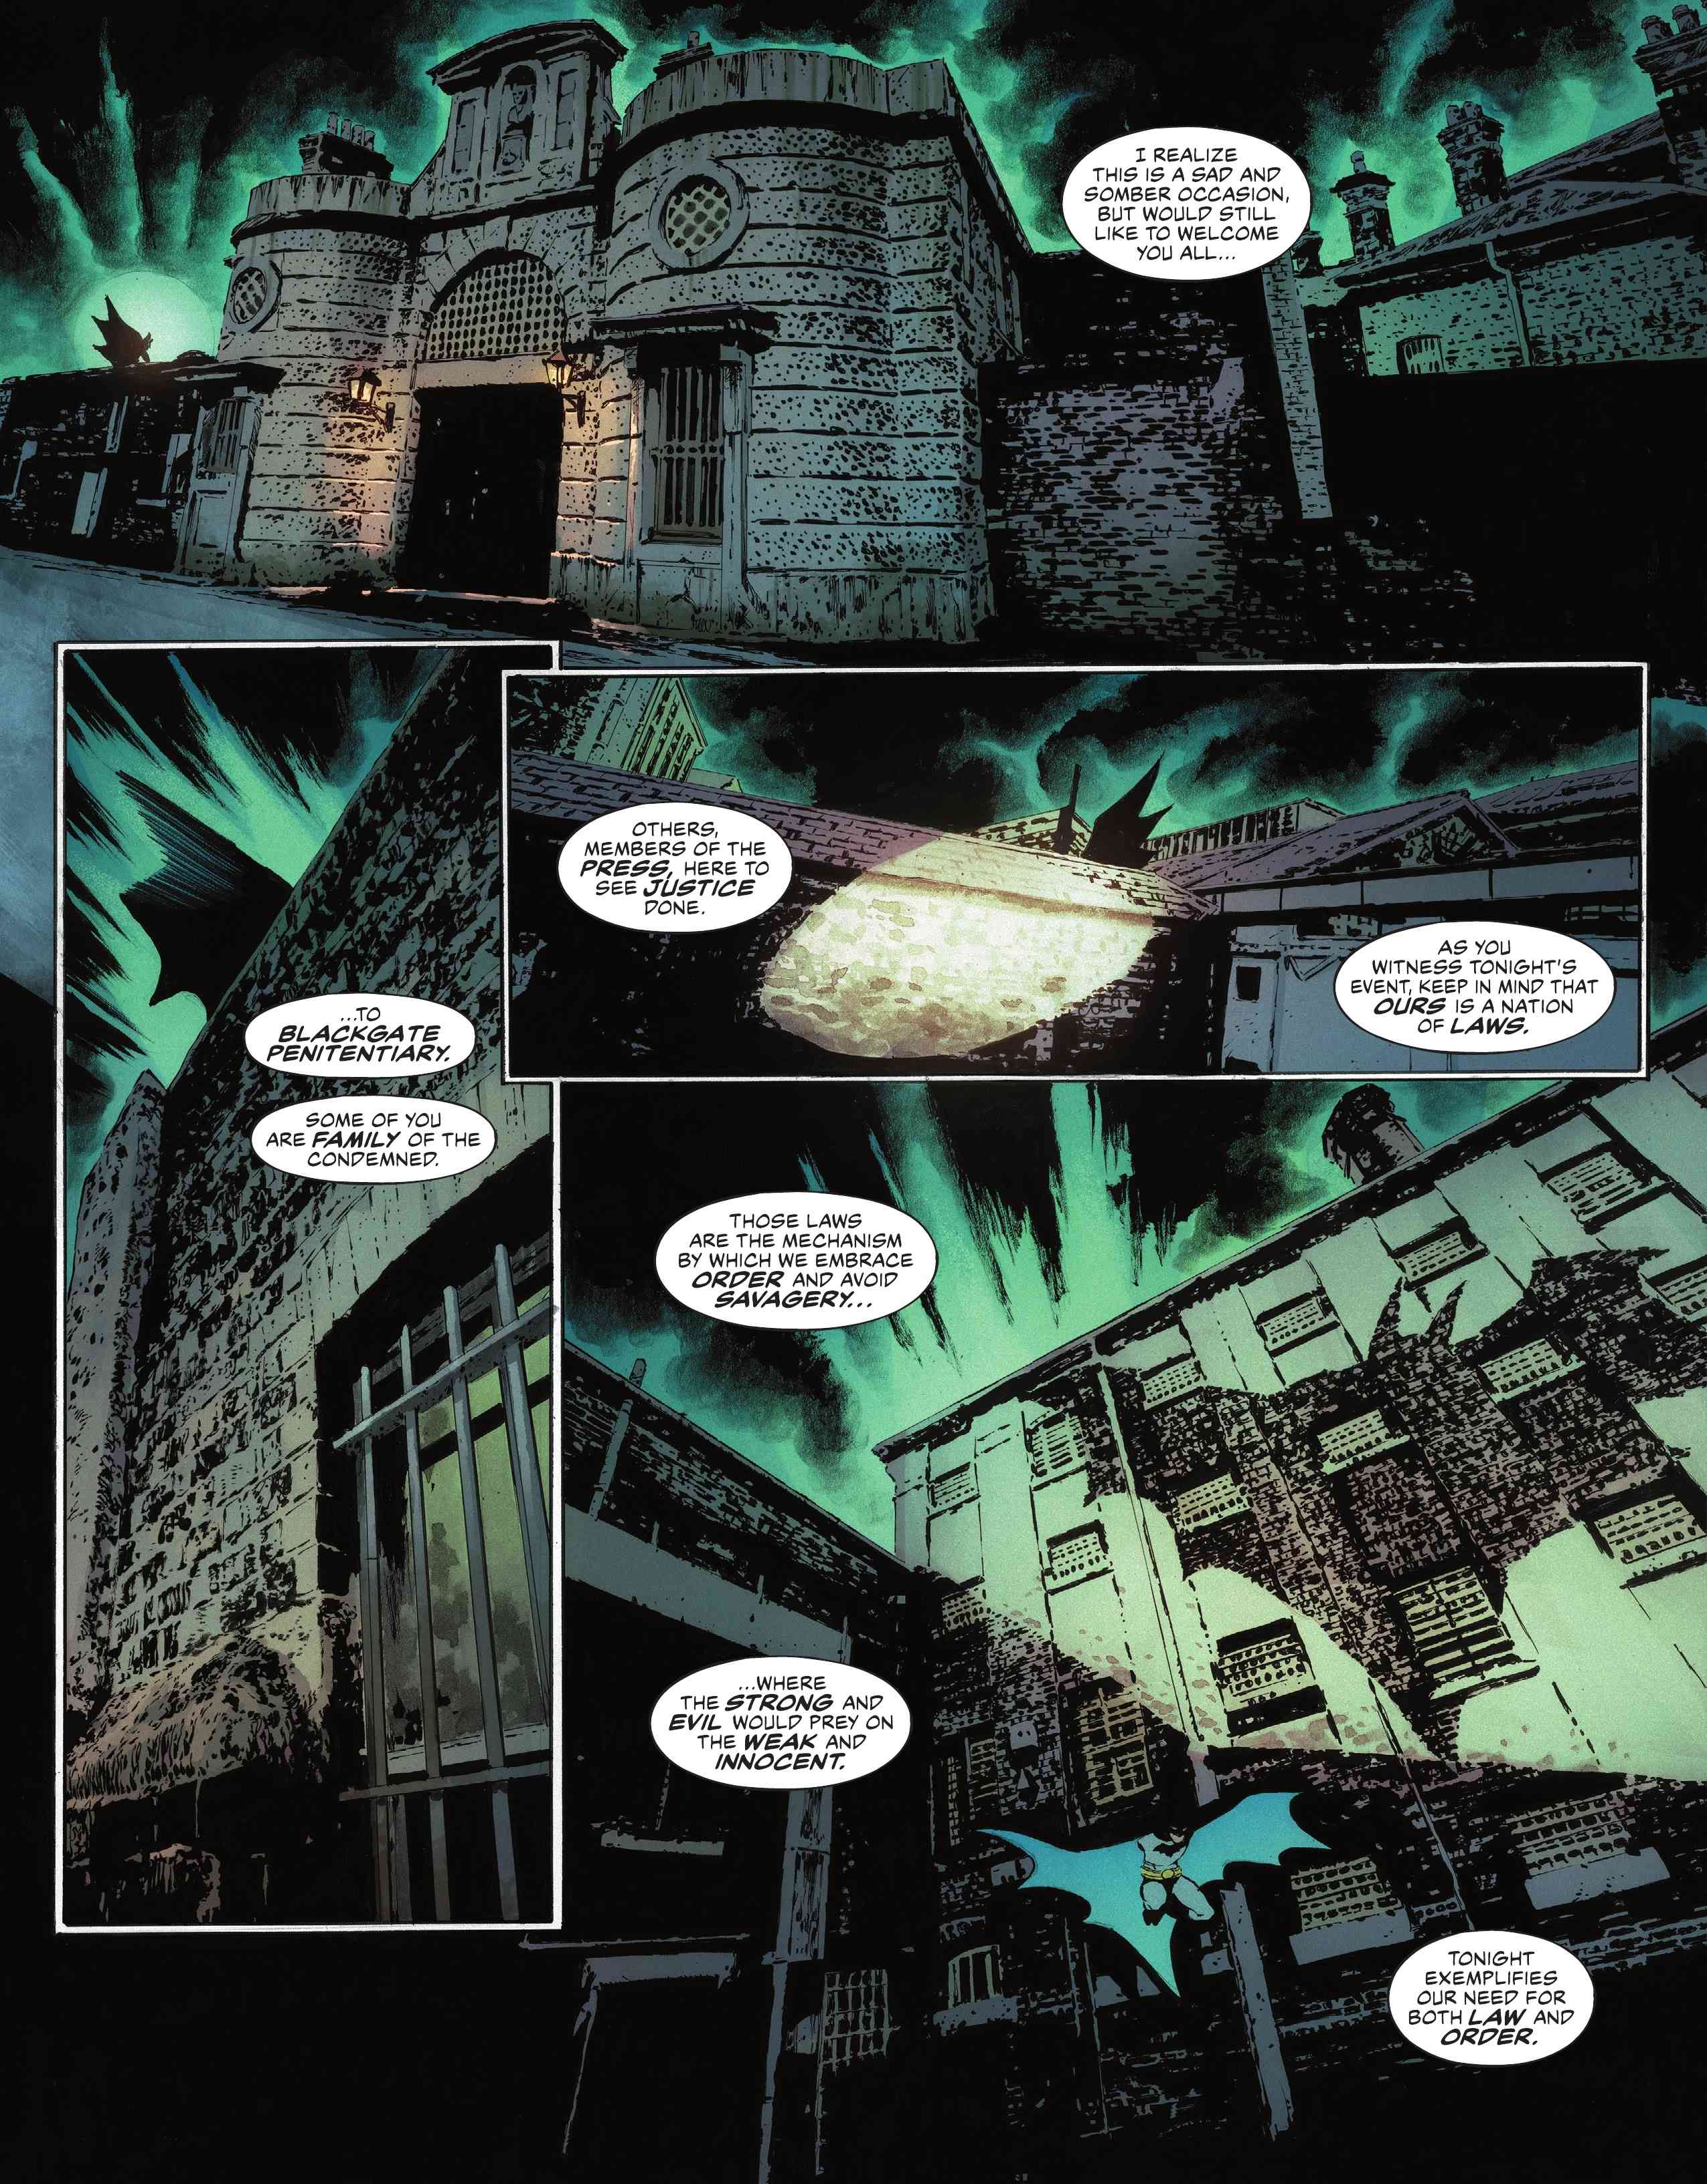 I REALIZE
THIS IS A SAD AND
SOMBER OCCASION,
BUT WOULD STILL
LIKE TO WELCOME
YOU ALL...
...TO
BLACKGATE
PENITENTIARY.
SOME OF YOU
ARE FAMILY OF THE
CONDEMNED.
OTHERS,
MEMBERS OF THE
PRESS, HERE TO
SEE JUSTICE
DONE.
AS YOU
WITNESS TONIGHT'S
EVENT, KEEP IN MIND THAT
OURS IS A NATION
OF LAWS.
THOSE LAWS
ARE THE MECHANISM
BY WHICH WE EMBRACE
ORDER AND AVOID
SAVAGERY...
...WHERE
THE STRONG AND
EVIL WOULD PREY ON
THE WEAK AND
INNOCENT.
TONIGHT
EXEMPLIFIES
OUR NEED FOR
BOTH LAW AND
ORDER.